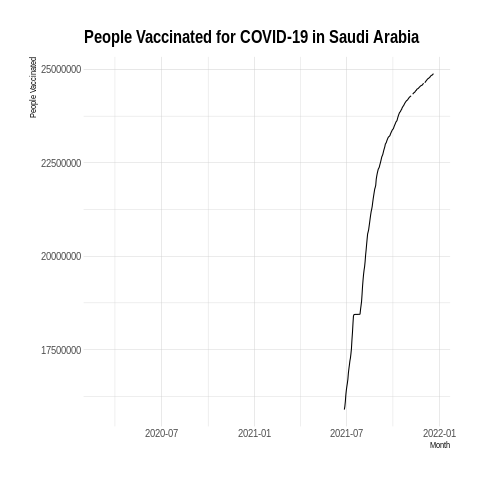 People Vaccinated for COVID-19 in Saudi Arabia
People Vaccinated
25000000
22500000
20000000
17500000
2020-07 2021-01 2021-07 2022-01
Month